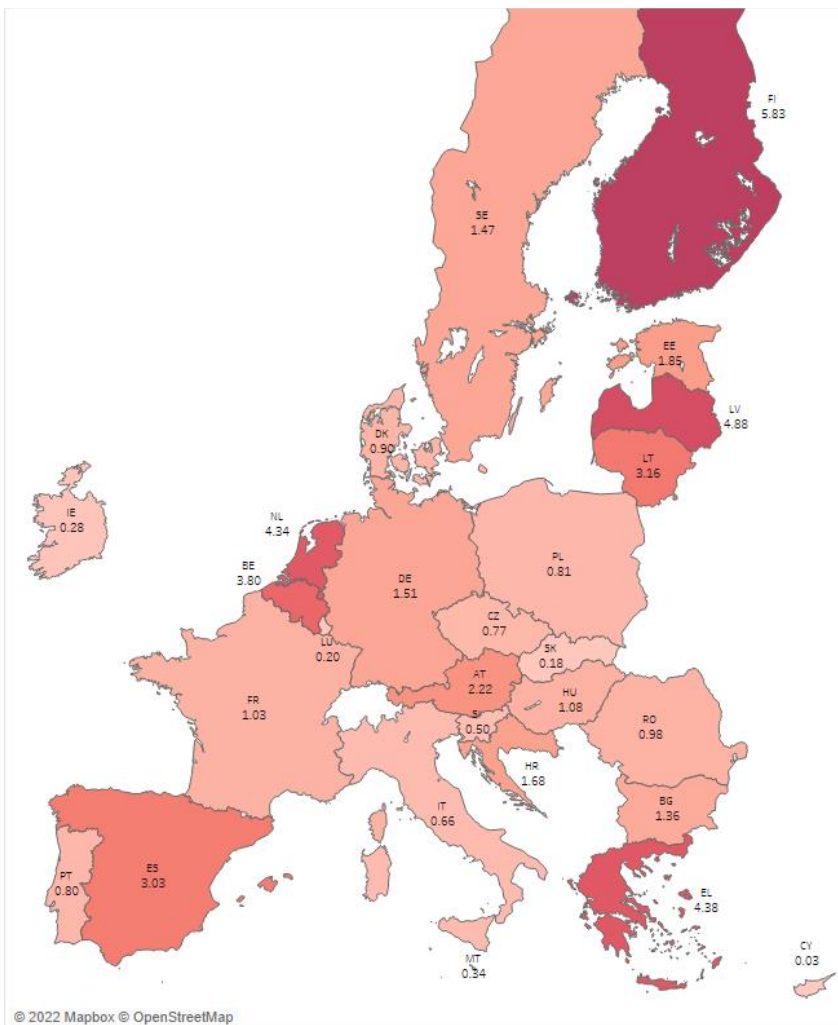 FI
5.83
SE
1.47
EE
1.85
LV
4.88
LT
3.16
DK
0.90
IE
0.28
NL
4.34
BE
3.80
DE
1.51
PL
0.81
CZ
0.77
LU
0.20
SK
0.18
AT
2.22
HU
1.08
FR
1.03
SI
0.50
RO
0.98
HR
1.68
BG
1.36
IT
0.66
ES
3.03
PT
0.80
EL
4.38
MT
0.34
CY
0.03
© 2022 Mapbox © OpenStreetMap